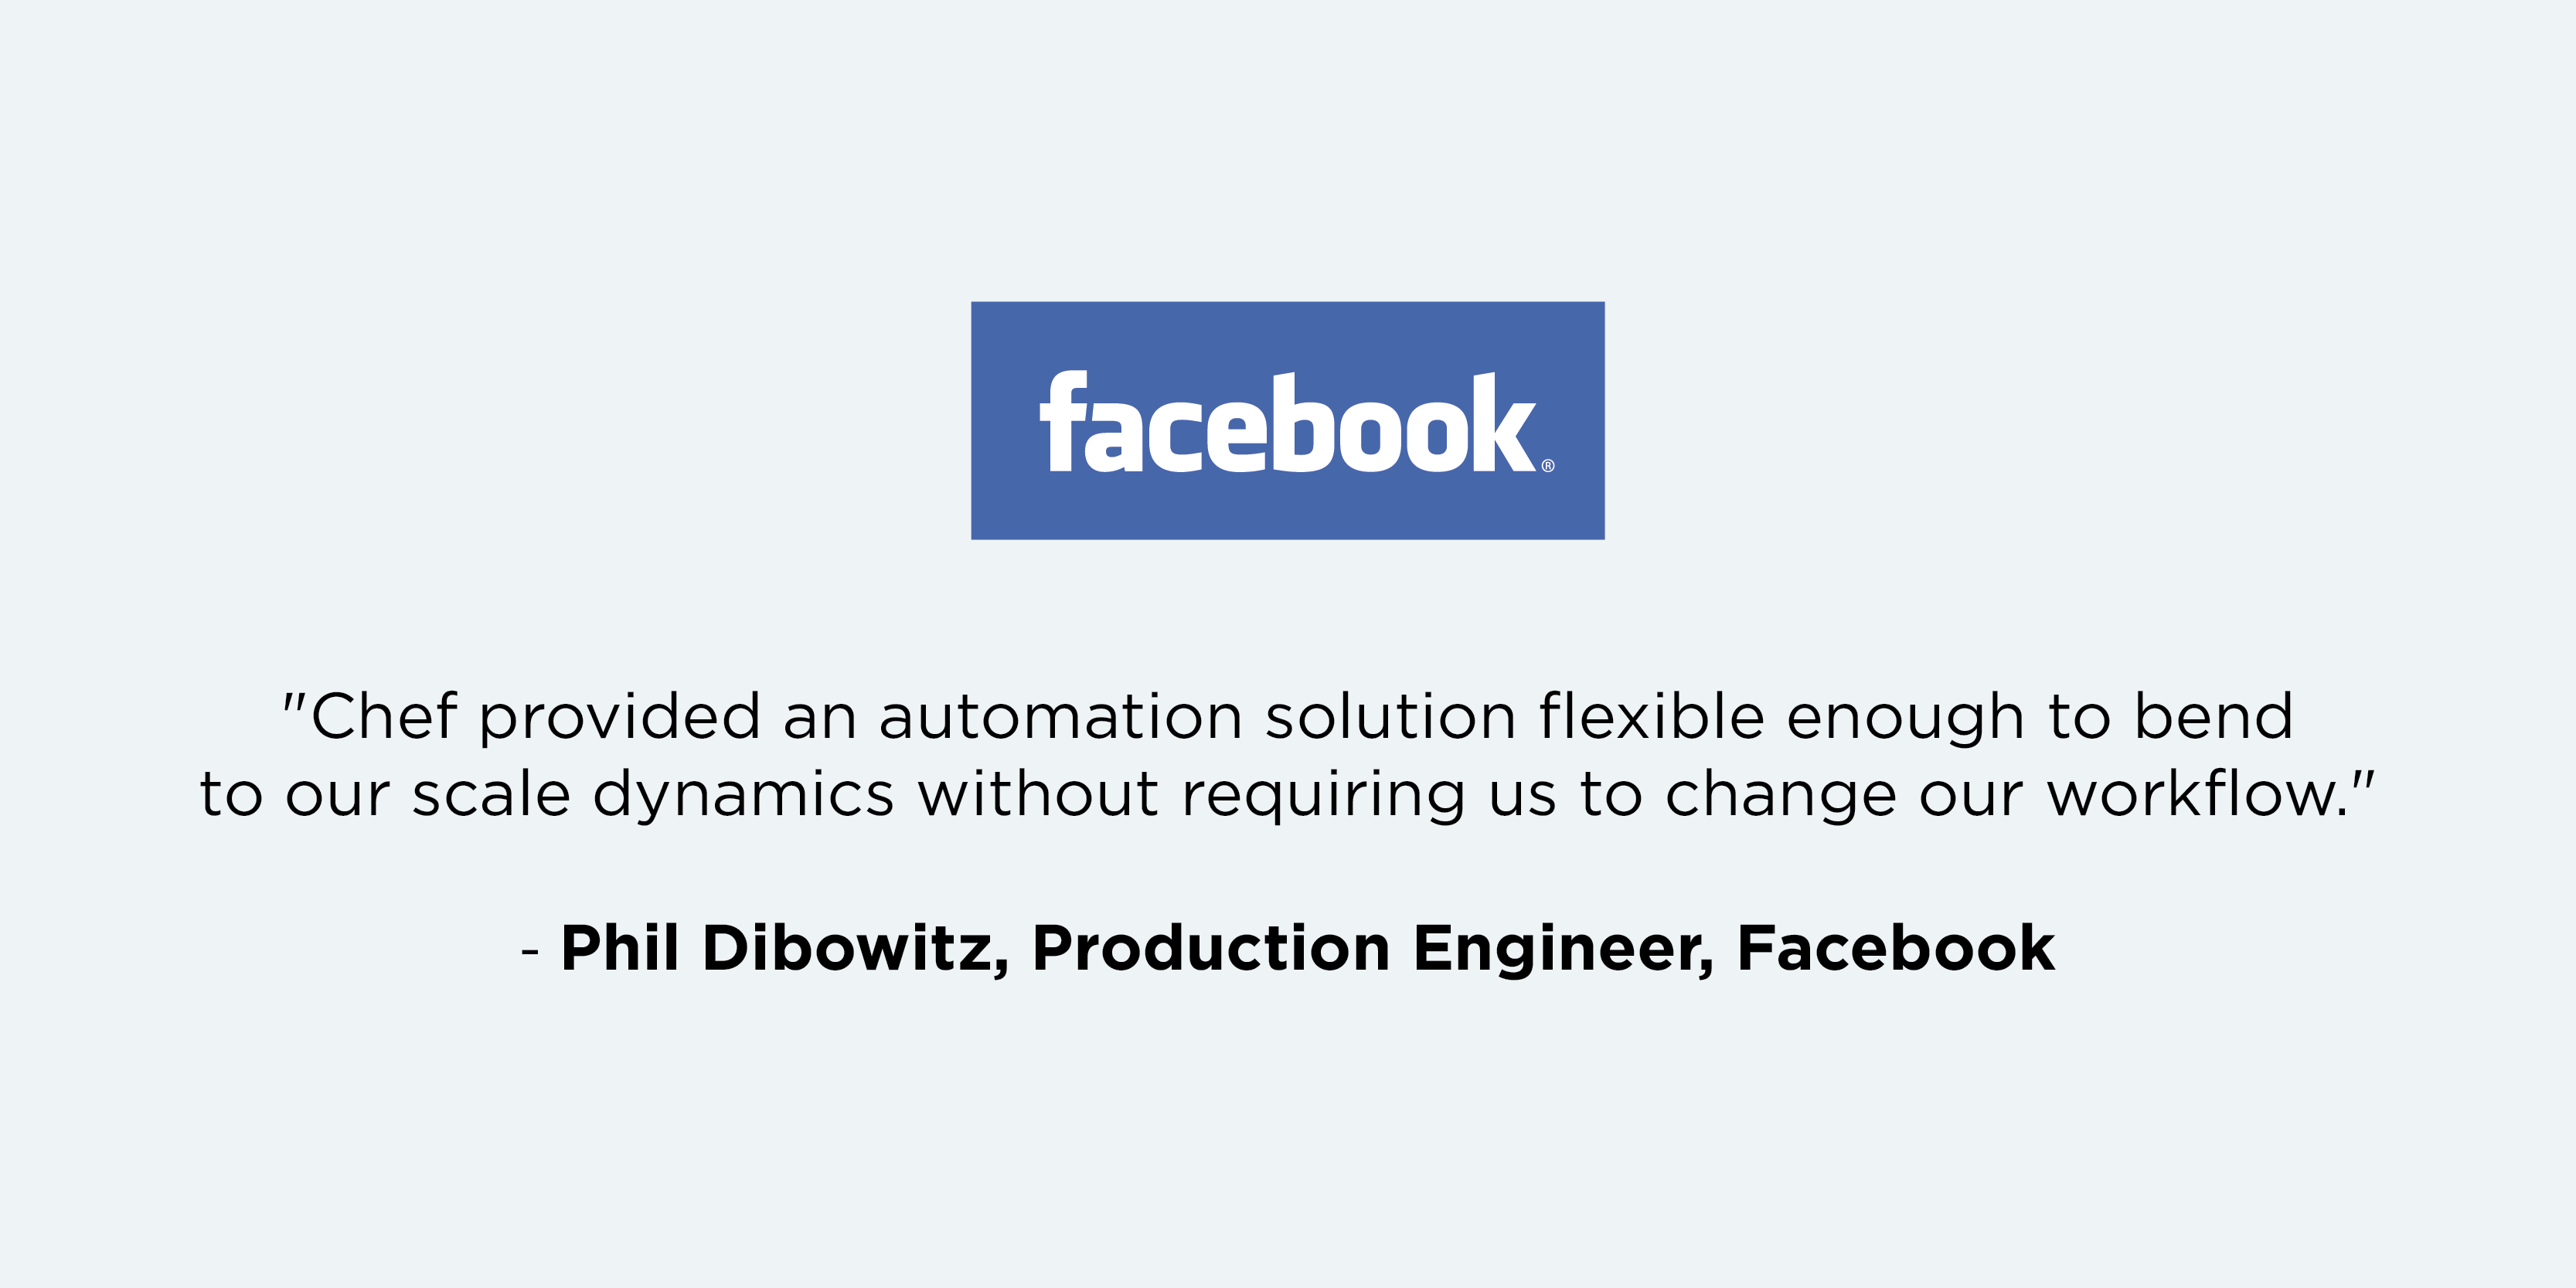 facebook®
"Chef provided an automation solution flexible enough to bend
to our scale dynamics without requiring us to change our workflow."
- Phil Dibowitz, Production Engineer, Facebook